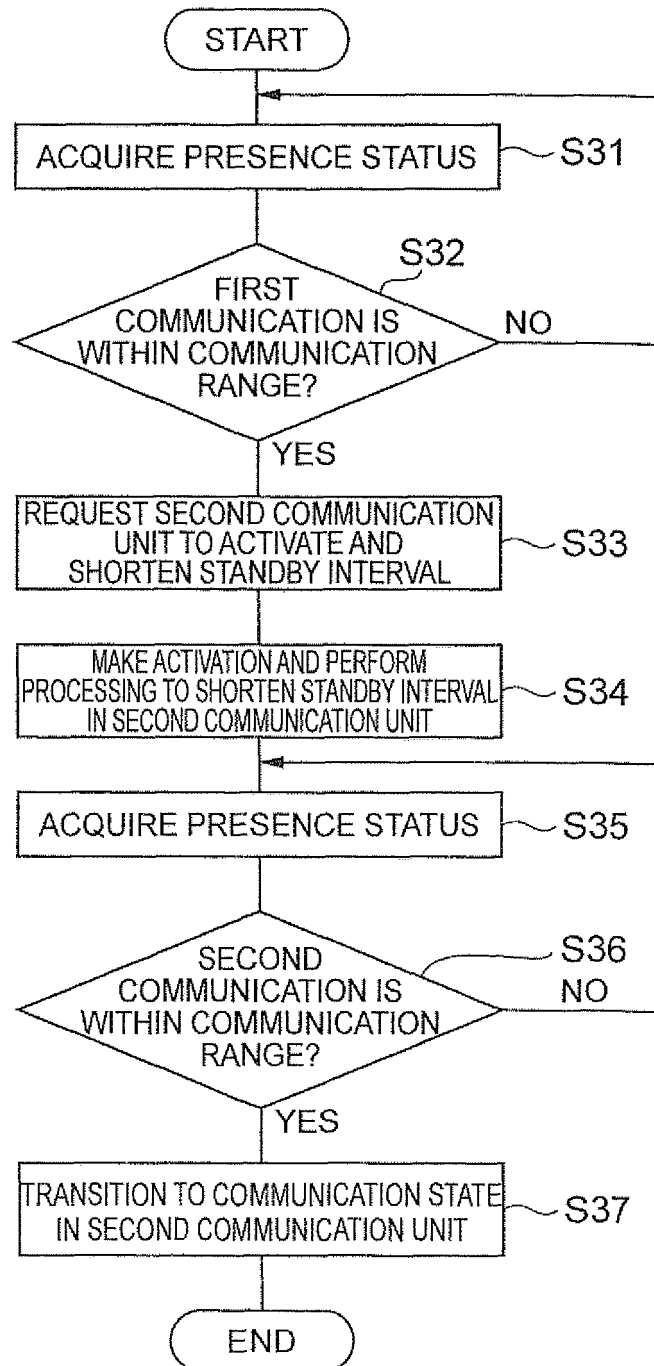 START
ACQUIRE PRESENCE STATUS
S31
S32
FIRST
COMMUNICATION IS
WITHIN COMMUNICATION
RANGE?
NO
YES
REQUEST SECOND COMMUNICATION
UNIT TO ACTIVATE AND
SHORTEN STANDBY INTERVAL
S33
MAKE ACTIVATION AND PERFORM
PROCESSING TO SHORTEN STANDBY INTERVAL
IN SECOND COMMUNICATION UNIT
S34
ACQUIRE PRESENCE STATUS
S35
SECOND
COMMUNICATION IS
WITHIN COMMUNICATION
RANGE?
S36
NO
YES
TRANSITION TO COMMUNICATION STATE
IN SECOND COMMUNICATION UNIT
S37
END